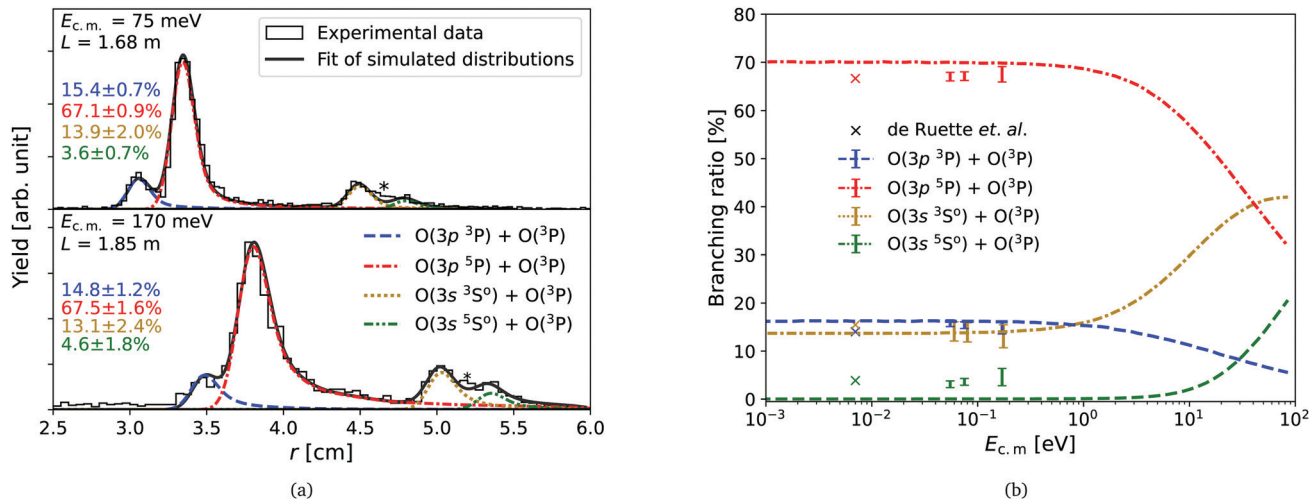 E_c.m. = 75 meV
L = 1.68 m
Experimental data
Fit of simulated distributions
15.4±0.7%
67.1±0.9%
13.9±2.0%
3.6±0.7%
*
E_c.m. = 170 meV
L = 1.85 m
O(3p ³P) + O(³P)
O(3p ⁵P) + O(³P)
O(3s ³Sᵒ) + O(³P)
O(3s ⁵Sᵒ) + O(³P)
14.8±1.2%
67.5±1.6%
13.1±2.4%
4.6±1.8%
*
Yield [arb. unit]
2.5 3.0 3.5 4.0 4.5 5.0 5.5 6.0
r [cm]
(a)
Branching ratio [%]
80
70
60
50
40
30
20
10
0
de Ruette et. al.
O(3p ³P) + O(³P)
O(3p ⁵P) + O(³P)
O(3s ³Sᵒ) + O(³P)
O(3s ⁵Sᵒ) + O(³P)
10⁻³ 10⁻² 10⁻¹ 10⁰ 10¹ 10²
E_c.m [eV]
(b)